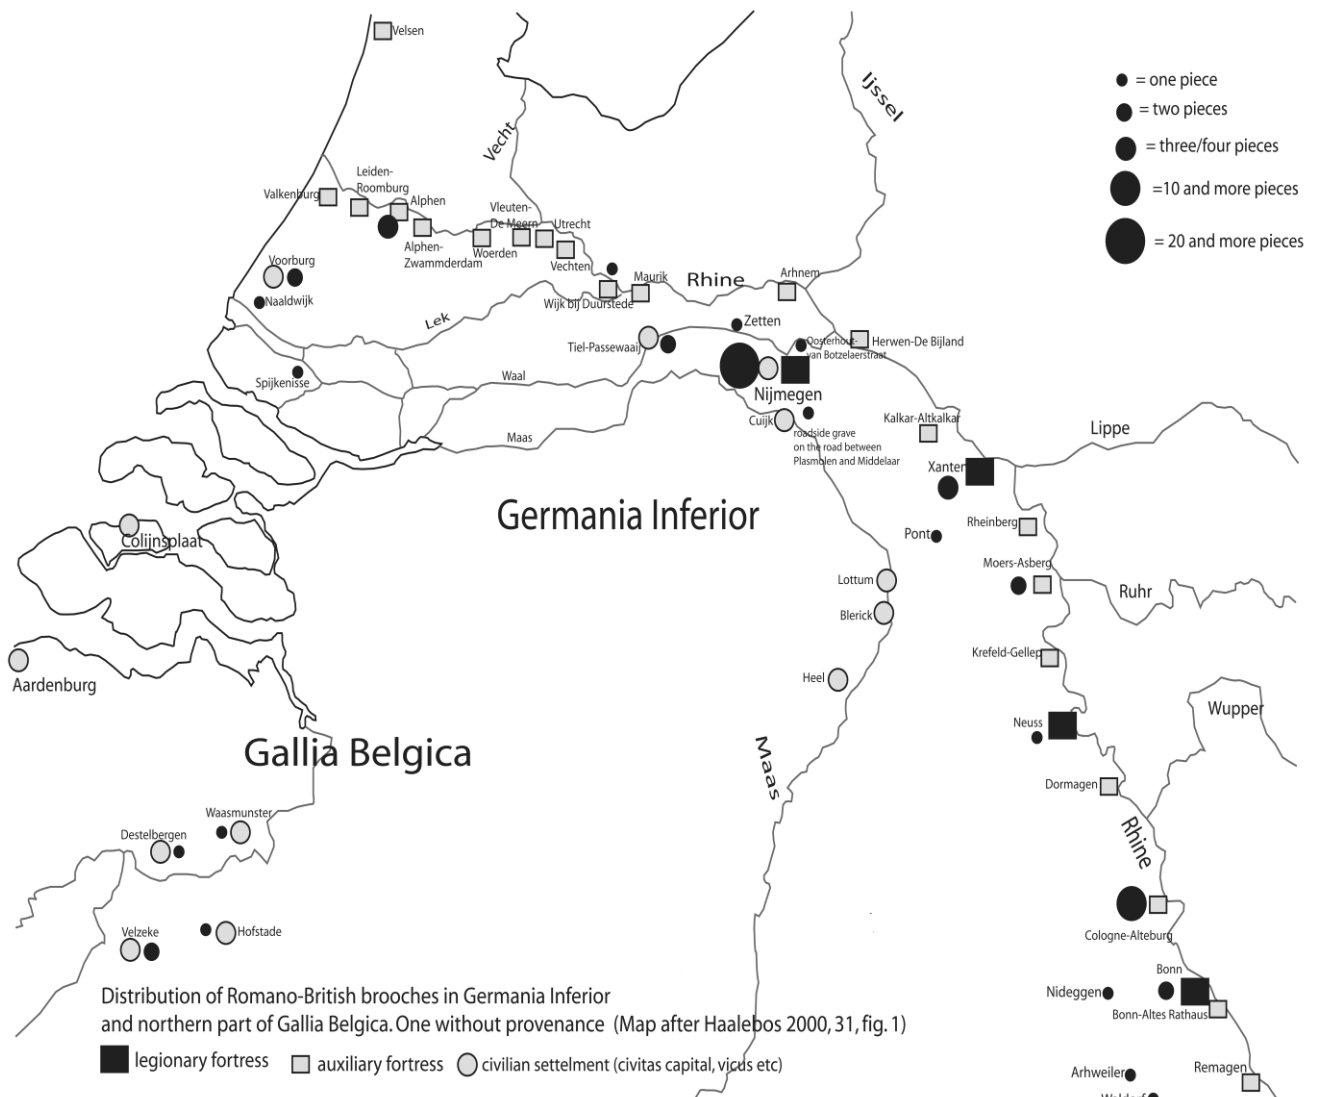 Velsen
Ijssel
= one piece
= two pieces
= three/four pieces
=10 and more pieces
= 20 and more pieces
Vecht
Leiden-
Roomburg
Valkenburg
Alphen
Vleuten-
De Meern
Utrecht
Alphen-
Zwammderdam
Woerden
Vechten
Voorburg
Naaldwijk
Maurik
Rhine
Arhnem
Wijk bij Duurstede
Lek
Zetten
Tiel-Passewaaij
Oosterhout-
van Botzelaerstraat
Herwen-De Bijland
Spijkenisse
Waal
Nijmegen
Cuijk
Kalkar-Altkalkar
Lippe
Maas
roadside grave
on the road between
Plasmolen and Middelaar
Xanten
Germania Inferior
Rheinberg
Pont
Colijnsplaat
Moers-Asberg
Lottum
Ruhr
Blerick
Krefeld-Gellep
Heel
Aardenburg
Wupper
Neuss
Gallia Belgica
Maas
Dormagen
Waasmunster
Destelbergen
Rhine
Velzeke
Hofstade
Cologne-Alteburg
Bonn
Nideggen
Bonn-Altes Rathaus
Distribution of Romano-British brooches in Germania Inferior
and northern part of Gallia Belgica. One without provenance (Map after Haalebos 2000, 31, fig. 1)
legionary fortress
auxiliary fortress
civilian settelment (civitas capital, vicus etc)
Arhweiler
Remagen